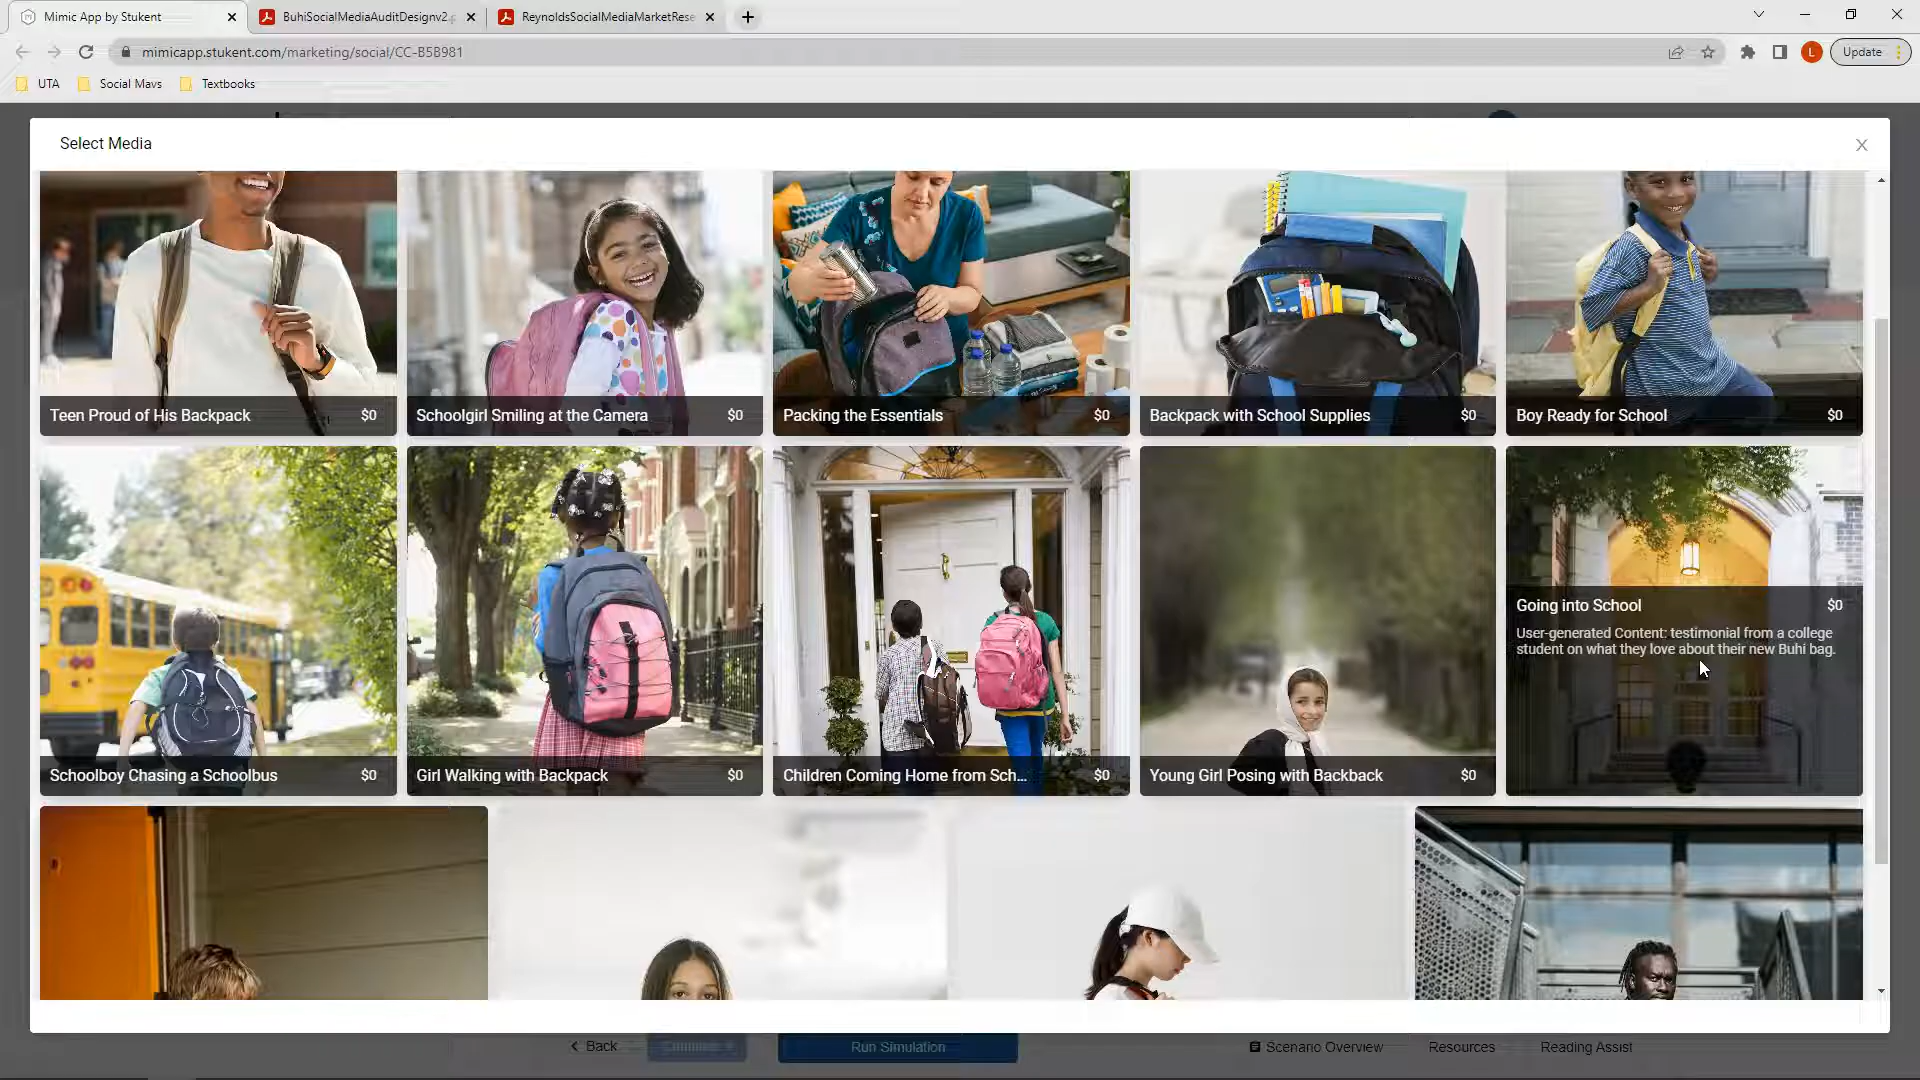 Mimic App by Stukent
BuhiSocialMediaAuditDesignv2.p
ReynoldsSocialMediaMarketRese
mimicapp.stukent.com/marketing/social/CC-B5B981
L
Update
UTA
Social Mavs
Textbooks
Select Media
Teen Proud of His Backpack $0
Schoolgirl Smiling at the Camera $0
Packing the Essentials $0
Backpack with School Supplies $0
Boy Ready for School $0
Schoolboy Chasing a Schoolbus $0
Girl Walking with Backpack $0
Children Coming Home from Sch... $0
Young Girl Posing with Backback $0
Going into School $0
User-generated Content: testimonial from a college
student on what they love about their new Buhi bag.
Back
Run Simulation
Scenario Overview
Resources
Reading Assist